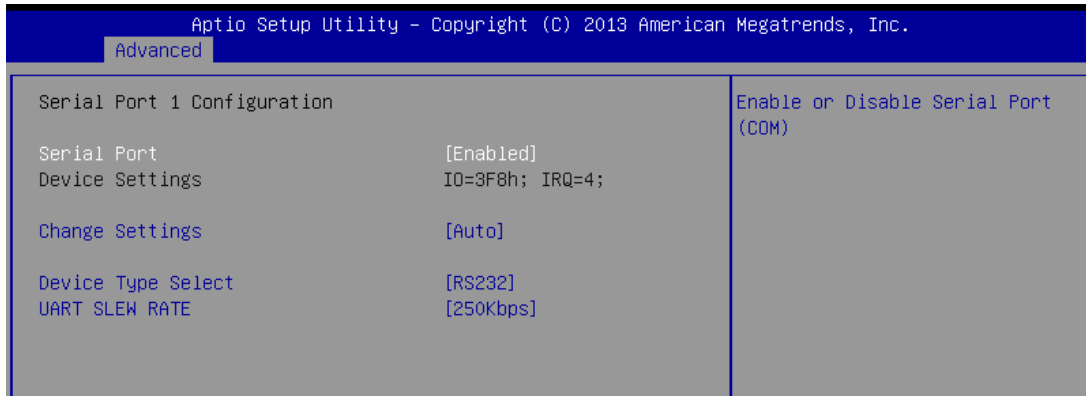 Aptio Setup Utility – Copyright (C) 2013 American Megatrends, Inc.
Advanced
Serial Port 1 Configuration
Serial Port [Enabled]
Device Settings IO=3F8h; IRQ=4;
Change Settings [Auto]
Device Type Select [RS232]
UART SLEW RATE [250Kbps]
Enable or Disable Serial Port
(COM)